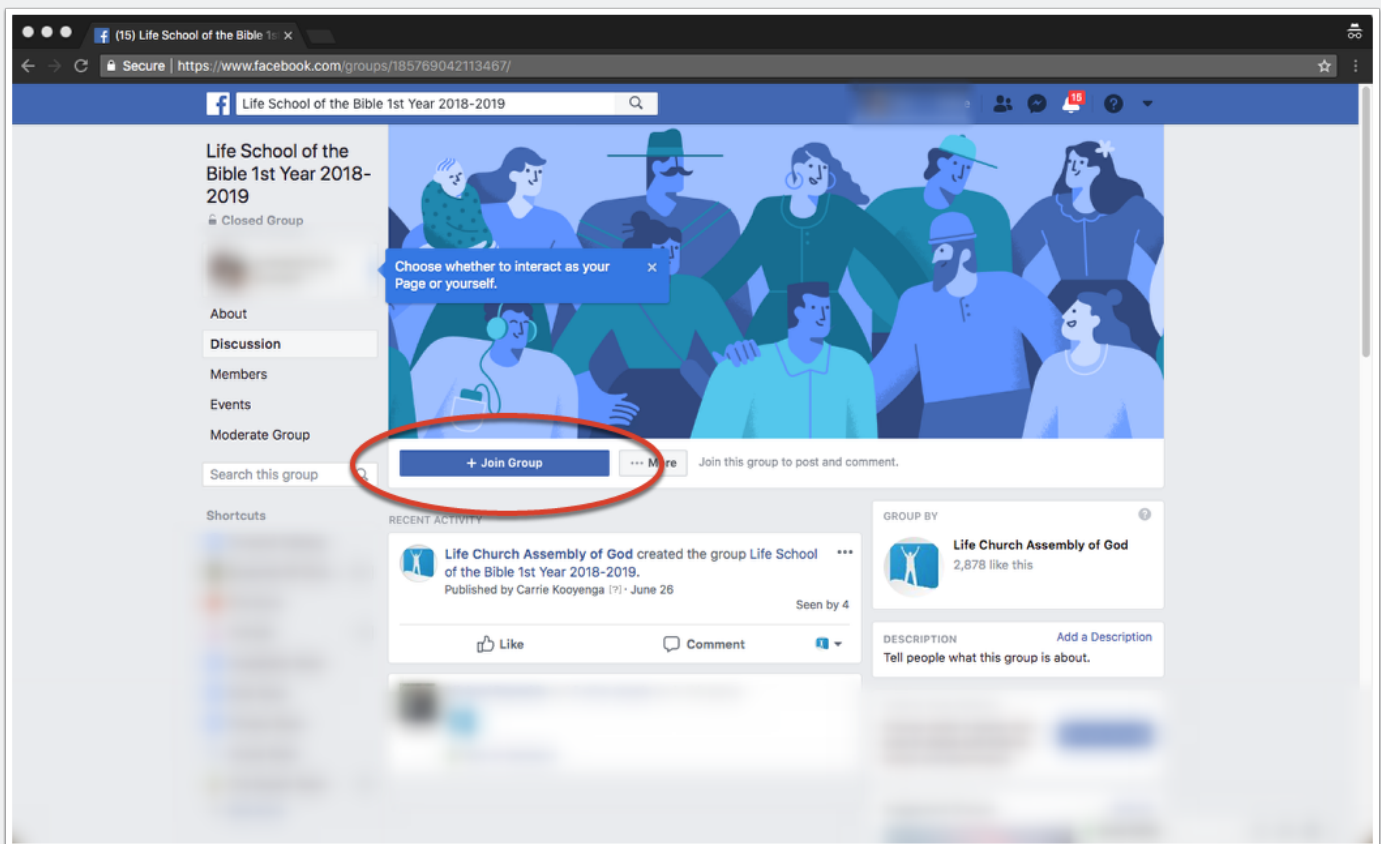 (15) Life School of the Bible 1s
Secure | https://www.facebook.com/groups/185769042113467/
Life School of the Bible 1st Year 2018-2019
15
Life School of the
Bible 1st Year 2018-
2019
Closed Group
Choose whether to interact as your
Page or yourself.
About
Discussion
Members
Events
Moderate Group
Search this group
+ Join Group
••• More
Join this group to post and comment.
Shortcuts
RECENT ACTIVITY
Life Church Assembly of God created the group Life School
of the Bible 1st Year 2018-2019.
Published by Carrie Kooyenga [?] · June 26
Seen by 4
Like
Comment
GROUP BY
Life Church Assembly of God
2,878 like this
DESCRIPTION
Add a Description
Tell people what this group is about.